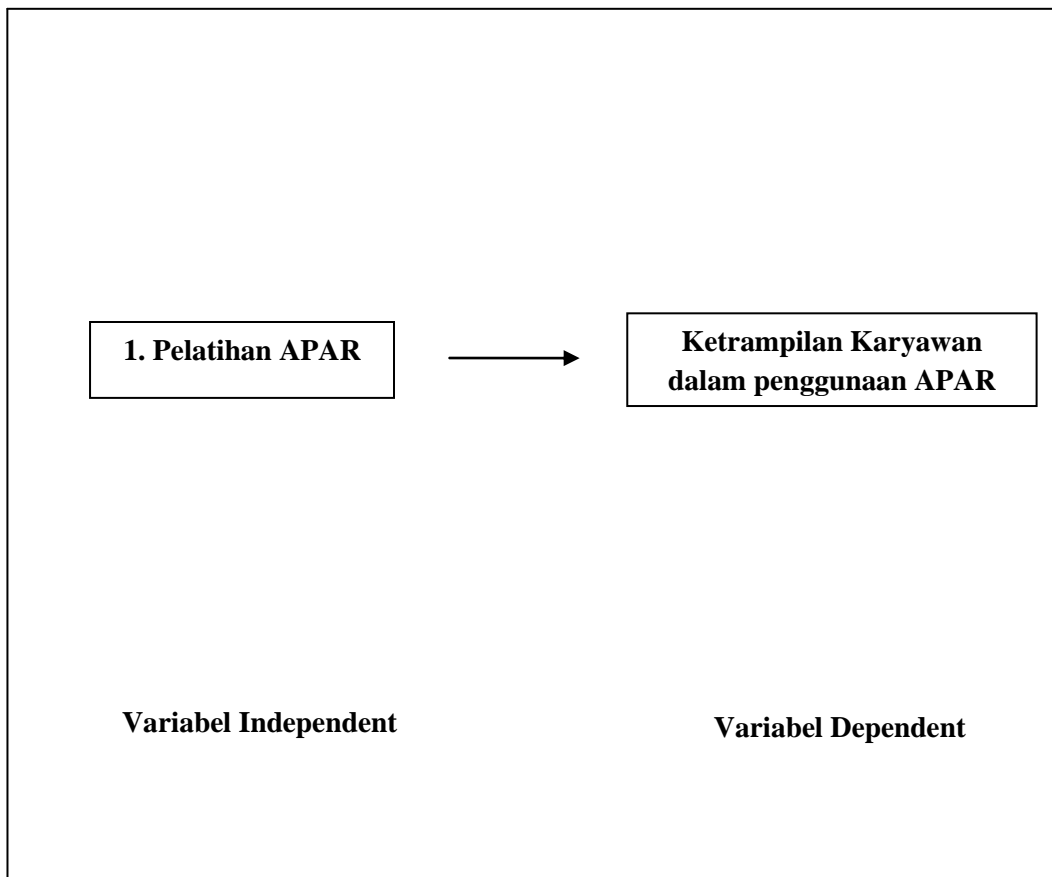 1. Pelatihan APAR
Ketrampilan Karyawan
dalam penggunaan APAR
Variabel Independent
Variabel Dependent